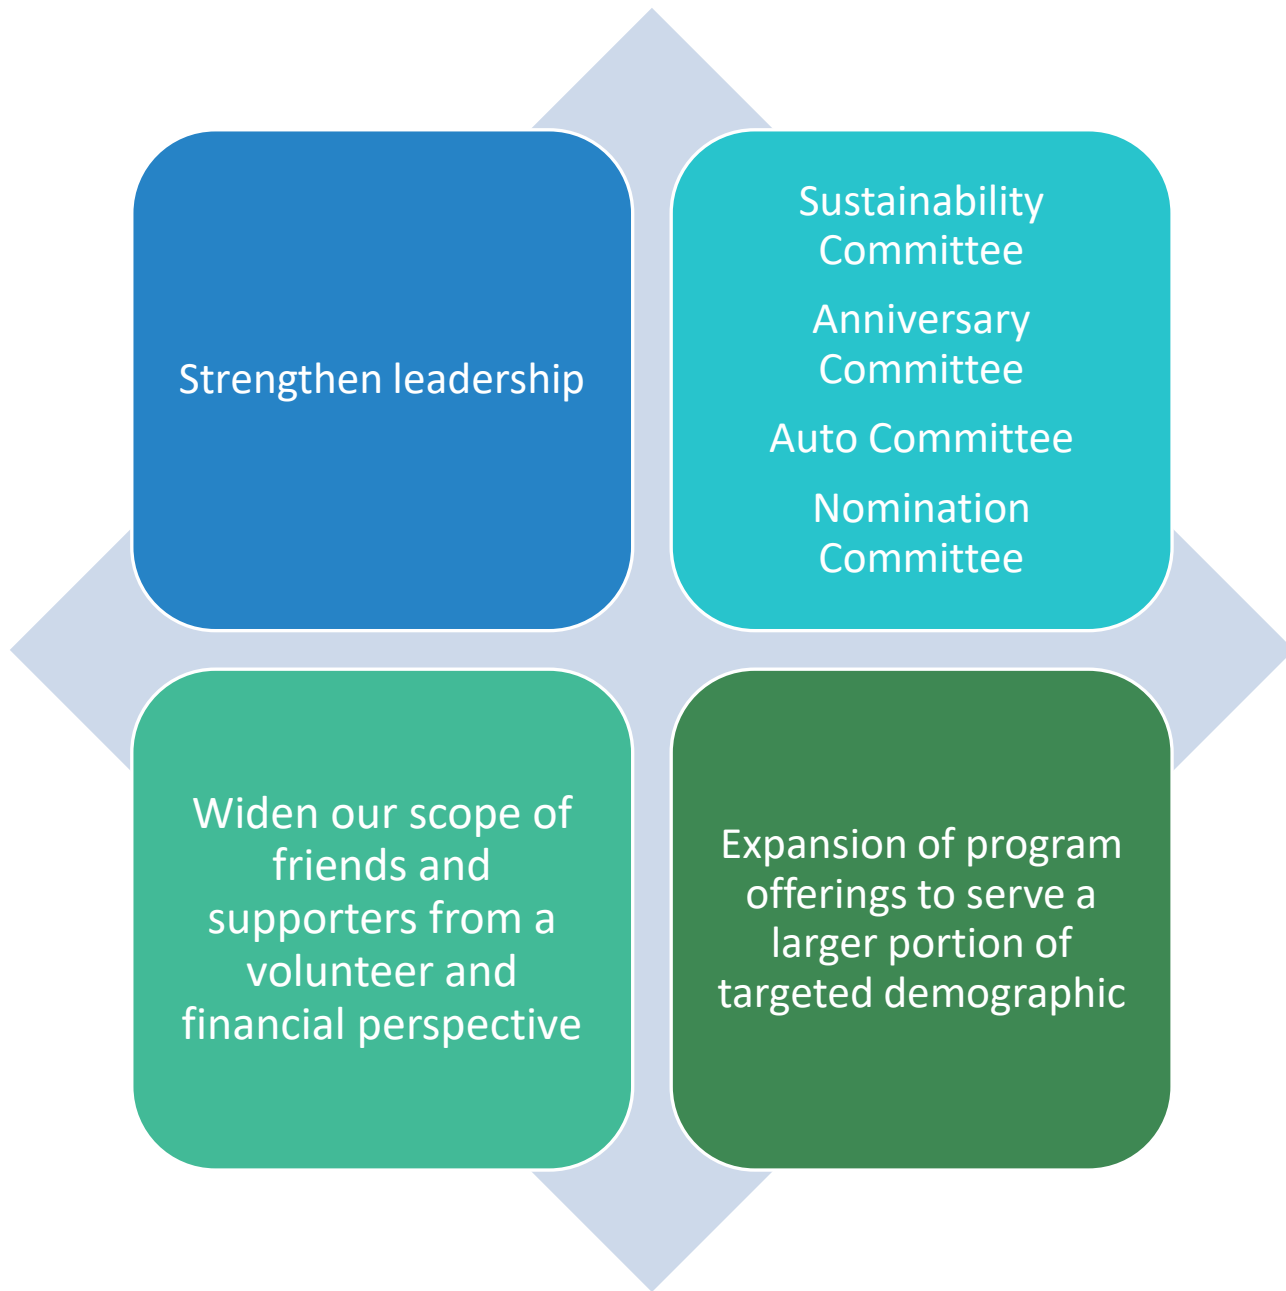 Strengthen leadership
Sustainability
Committee
Anniversary
Committee
Auto Committee
Nomination
Committee
Widen our scope of
friends and
supporters from a
volunteer and
financial perspective
Expansion of program
offerings to serve a
larger portion of
targeted demographic